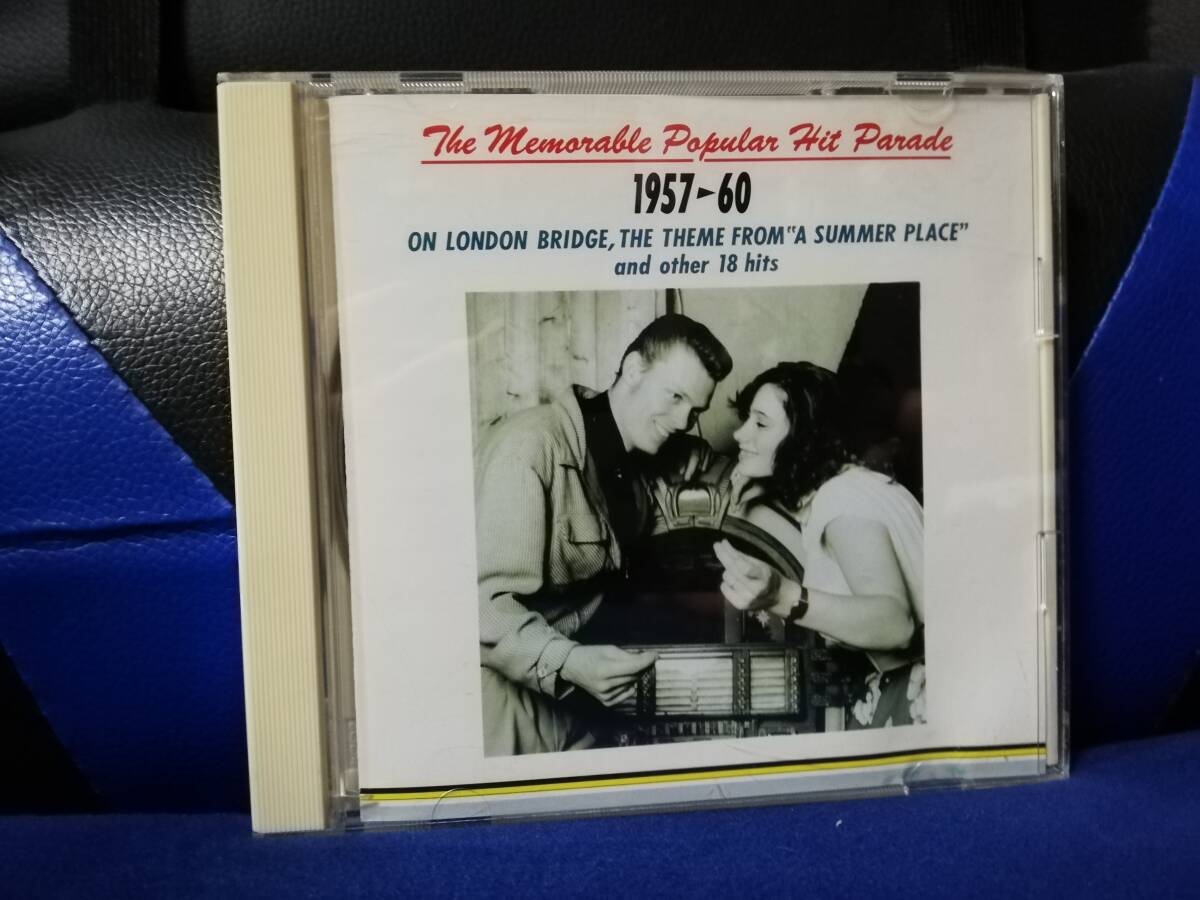 The Memorable Popular Hit Parade
1957►60
ON LONDON BRIDGE, THE THEME FROM "A SUMMER PLACE"
and other 18 hits